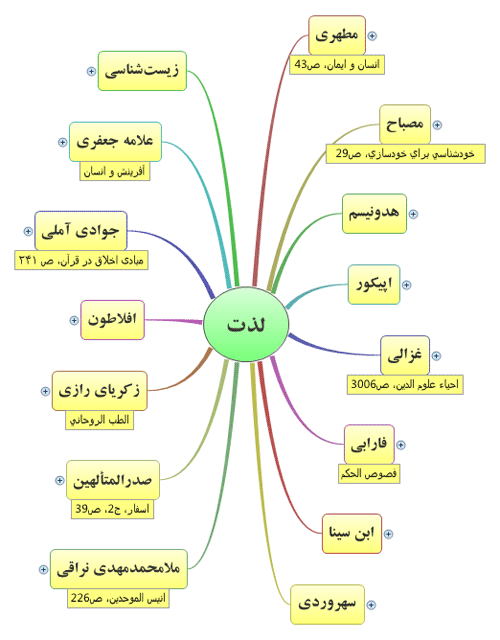 لذت
مطهری
انسان و ایمان، ص43
مصباح
خودشناسي براي خودسازي، ص29
هدونیسم
اپیکور
غزالی
احیاء علوم الدین، ص3006
فارابی
فصوص الحکم
ابن سینا
سهروردی
زیست‌شناسی
علامه جعفری
آفرینش و انسان
جوادی آملی
مبادی اخلاق در قرآن، ص ۲۴۱
افلاطون
زکریای رازی
الطب الروحاني
صدرالمتألهین
اسفار، ج2، ص39
ملامحمدمهدی نراقی
انیس الموحدین، ص226